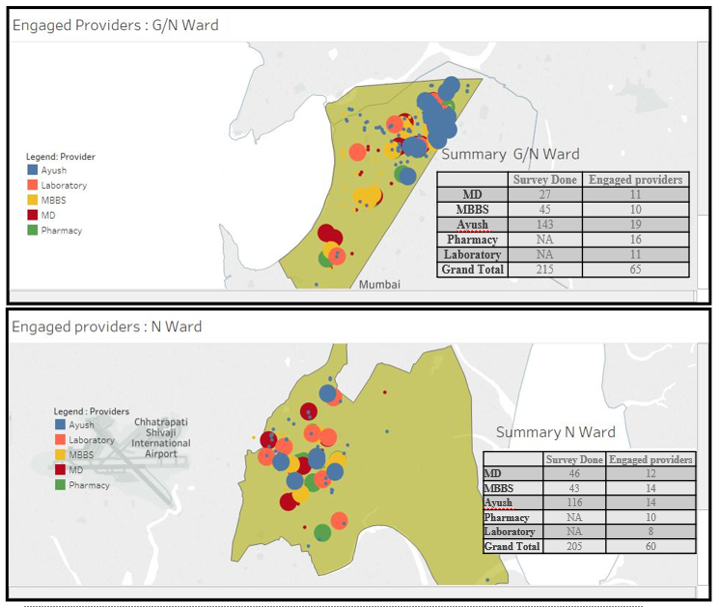 Engaged Providers : G/N Ward
Legend: Provider
Ayush
Laboratory
MBBS
MD
Pharmacy
Mumbai
Summary G/N Ward
Survey Done Engaged providers
MD 27 11
MBBS 45 10
Ayush 143 19
Pharmacy NA 16
Laboratory NA 11
Grand Total 215 65
Engaged providers : N Ward
Legend : Providers
Ayush
Laboratory
MBBS
MD
Pharmacy
Chhatrapati
Shivaji
International
Airport
Summary N Ward
Survey Done Engaged providers
MD 46 12
MBBS 43 14
Ayush 116 14
Pharmacy NA 10
Laboratory NA 8
Grand Total 205 60